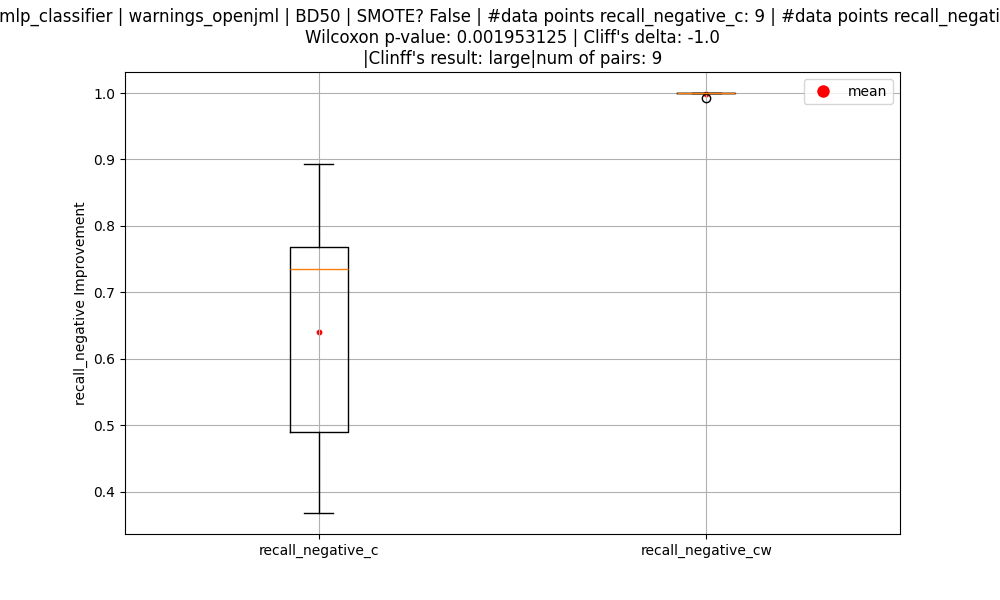 mlp_classifier | warnings_openjml | BD50 | SMOTE? False | #data points recall_negative_c: 9 | #data points
Wilcoxon p-value: 0.001953125 | Cliff's delta: -1.0
|Clinff's result: large|num of pairs: 9
mean
1.0
0.9
0.8
0.7
0.6
0.5
0.4
recall_negative Improvement
recall_negative_c
recall_negative_cw